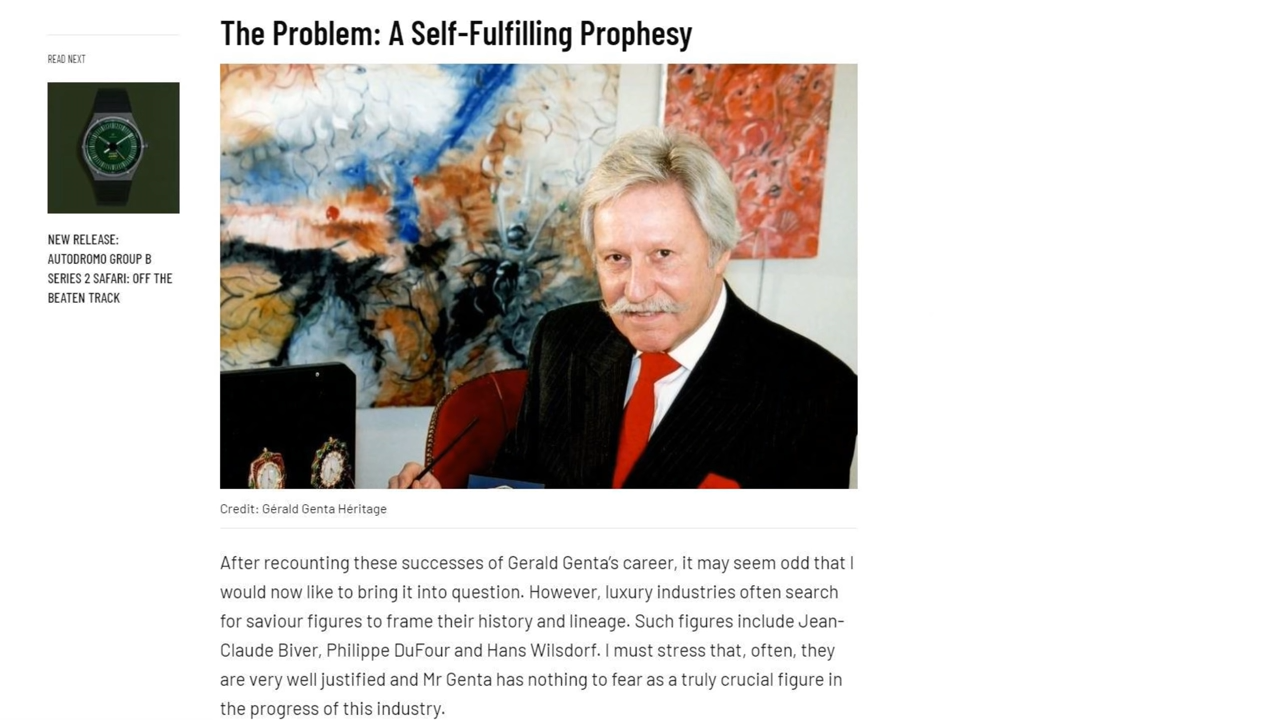 The Problem: A Self-Fulfilling Prophesy
READ NEXT
NEW RELEASE:
AUTODROMO GROUP B
SERIES 2 SAFARI: OFF THE
BEATEN TRACK
Credit: Gérald Genta Héritage
After recounting these successes of Gerald Genta's career, it may seem odd that I
would now like to bring it into question. However, luxury industries often search
for saviour figures to frame their history and lineage. Such figures include Jean-
Claude Biver, Philippe DuFour and Hans Wilsdorf. I must stress that, often, they
are very well justified and Mr Genta has nothing to fear as a truly crucial figure in
the progress of this industry.